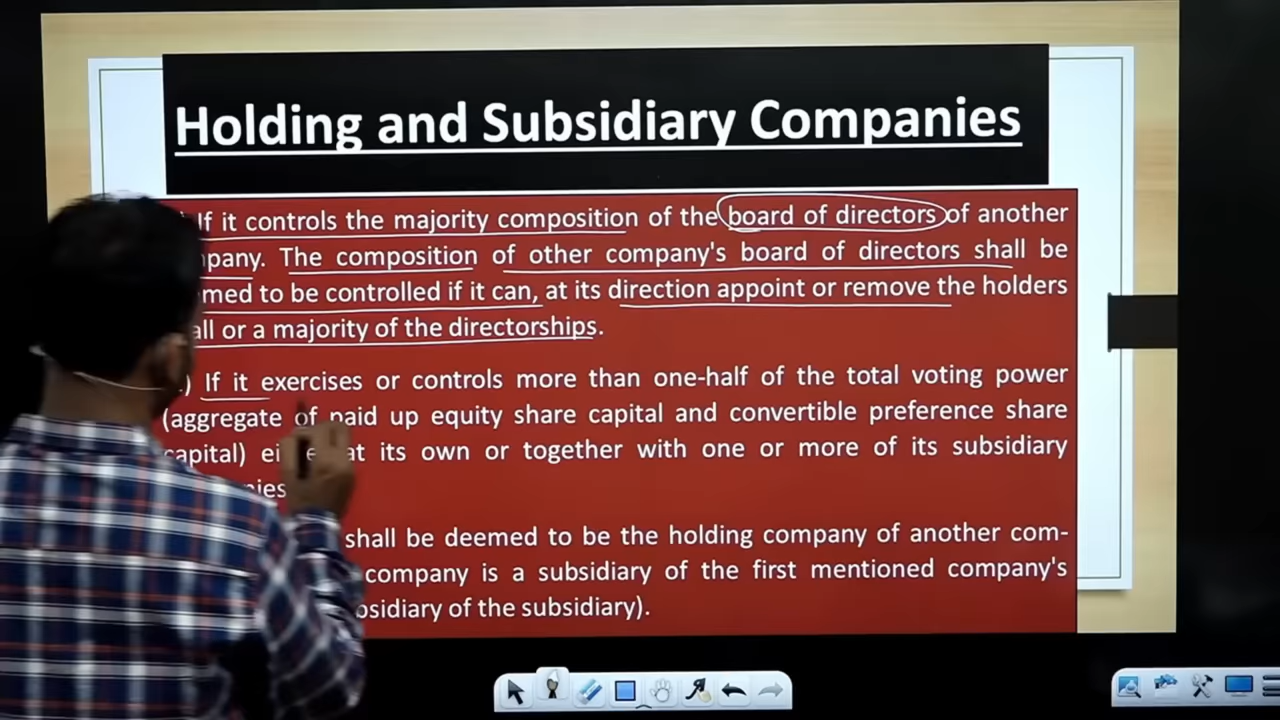 Holding and Subsidiary Companies
If it controls the majority composition of the board of directors of another
The composition of other company's board of directors shall be
to be controlled if it can, at its direction appoint or remove the holders
all or a majority of the directorships.
If it exercises or controls more than one-half of the total voting power
(aggregate of paid up equity share capital and convertible preference share
capital) at its own or together with one or more of its subsidiary
shall be deemed to be the holding company of another com-
company is a subsidiary of the first mentioned company's
of the subsidiary).